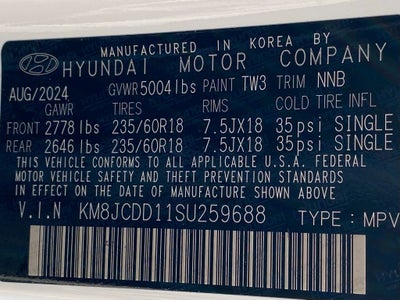 MANUFACTURED IN KOREA BY
HYUNDAI MOTOR COMPANY
AUG/2024 GVWR 5004 lbs PAINT TW3 TRIM NNB
GAWR TIRES RIMS COLD TIRE INFL
FRONT 2778 lbs 235/60R18 7.5JX18 35psi SINGLE
REAR 2646 lbs 235/60R18 7.5JX18 35psi SINGLE
THIS VEHICLE CONFORMS TO ALL APPLICABLE U.S.A. FEDERAL
MOTOR VEHICLE SAFETY AND THEFT PREVENTION STANDARDS
IN EFFECT ON THE DATE OF MANUFACTURE SHOWN ABOVE.
V.I.N KM8JCDD11SU259688 TYPE: MPV